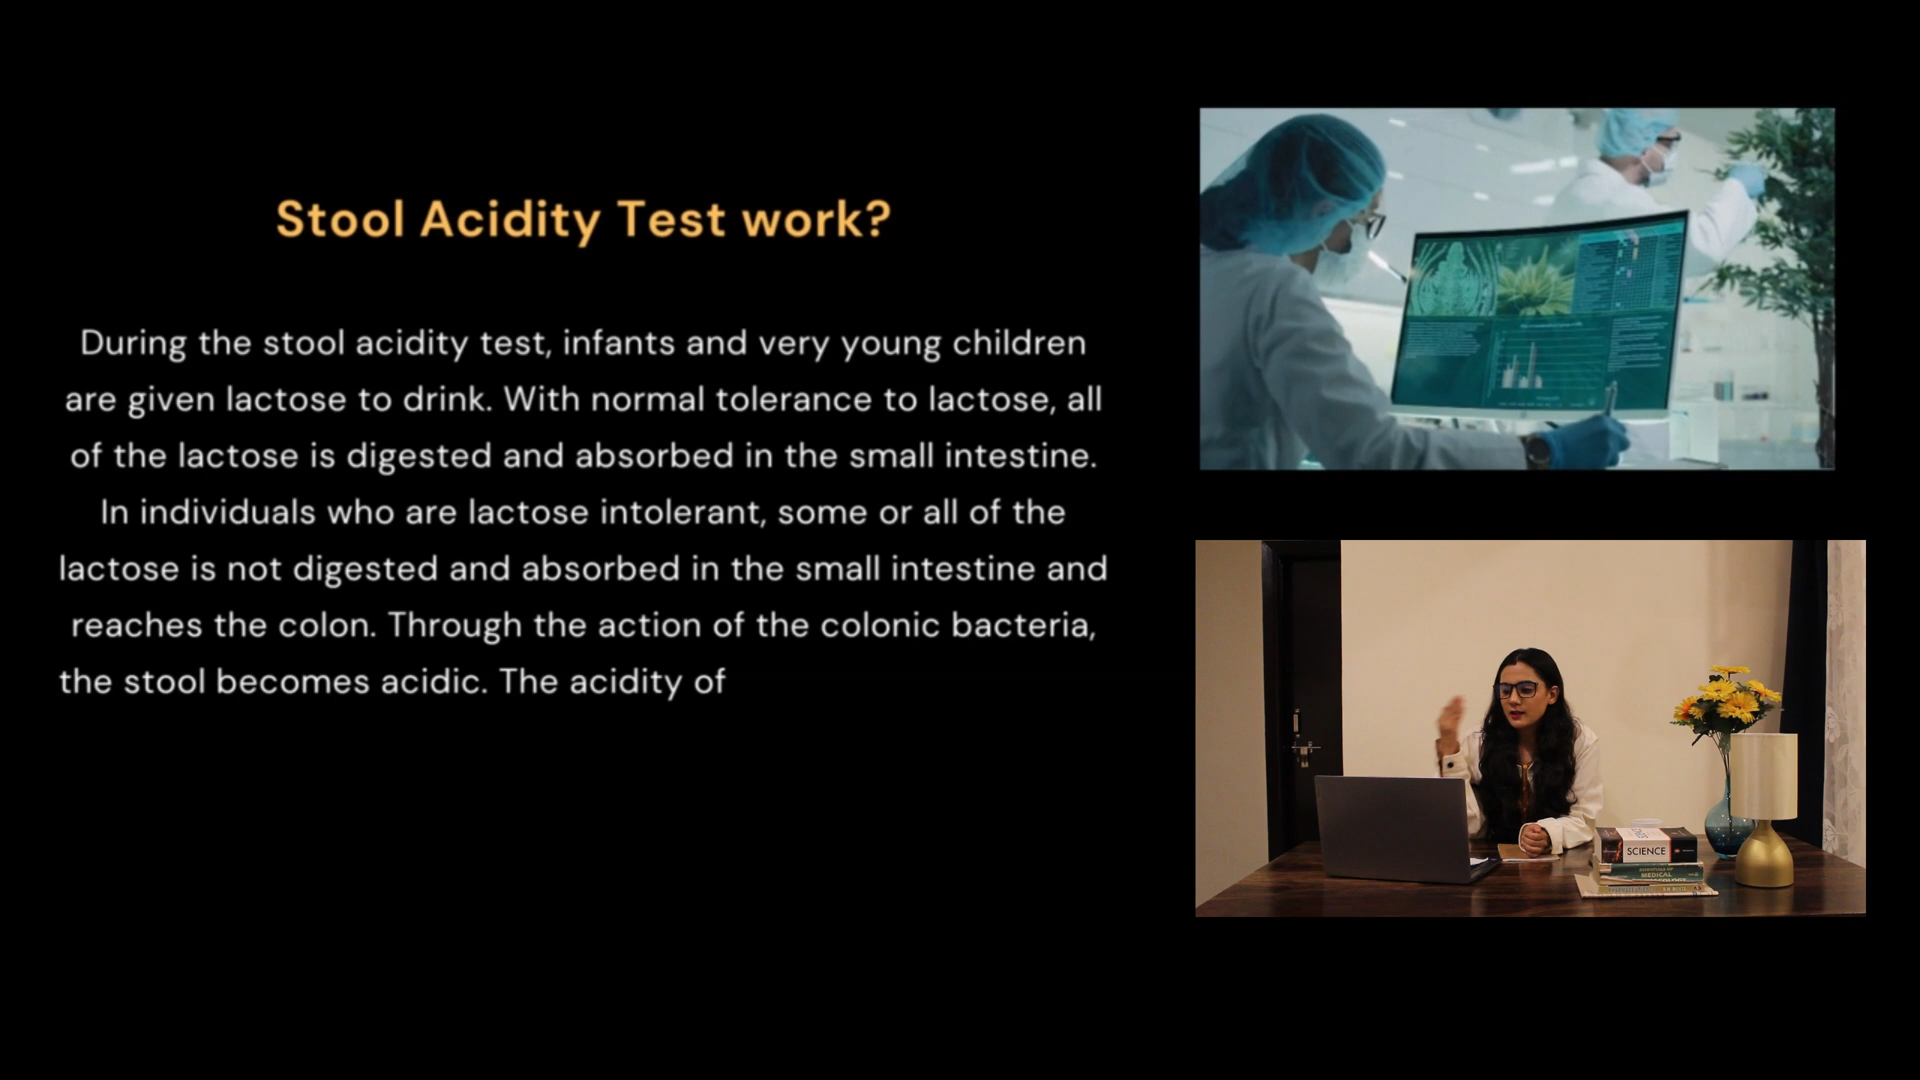 Stool Acidity Test work?
During the stool acidity test, infants and very young children
are given lactose to drink. With normal tolerance to lactose, all
of the lactose is digested and absorbed in the small intestine.
In individuals who are lactose intolerant, some or all of the
lactose is not digested and absorbed in the small intestine and
reaches the colon. Through the action of the colonic bacteria,
the stool becomes acidic. The acidity of
SCIENCE
MEDICAL